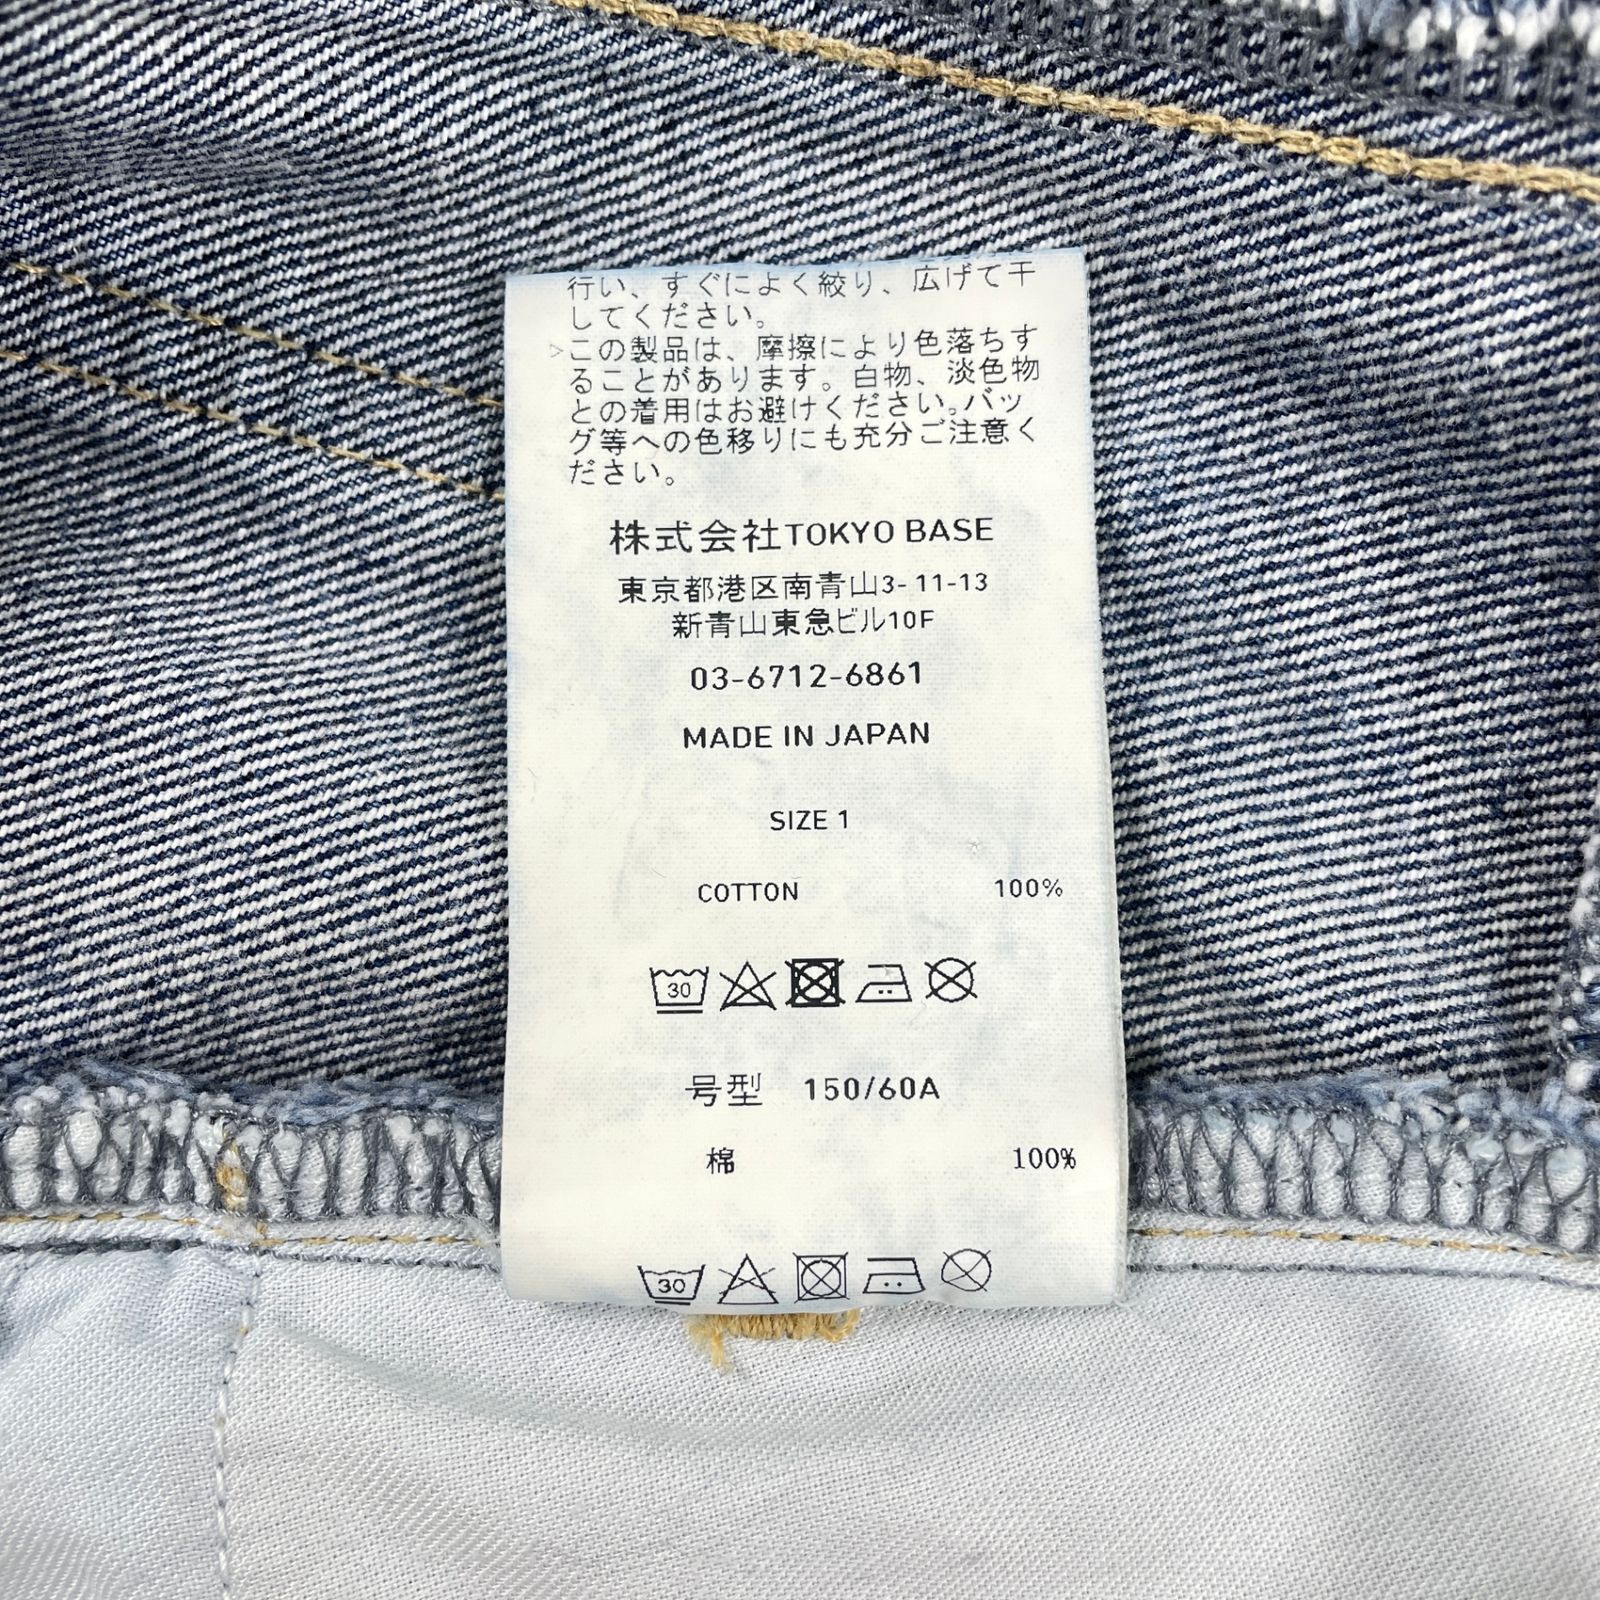 行い、すぐによく絞り、広げて干
してください。
>この製品は、摩擦により色落ちす
ることがあります。白物、淡色物
との着用はお避けください。バッ
グ等への色移りにも充分ご注意く
ださい。
株式会社TOKYO BASE
東京都港区南青山3-11-13
新青山東急ビル10F
03-6712-6861
MADE IN JAPAN
SIZE 1
COTTON 100%
30
号型 150/60A
棉 100%
30